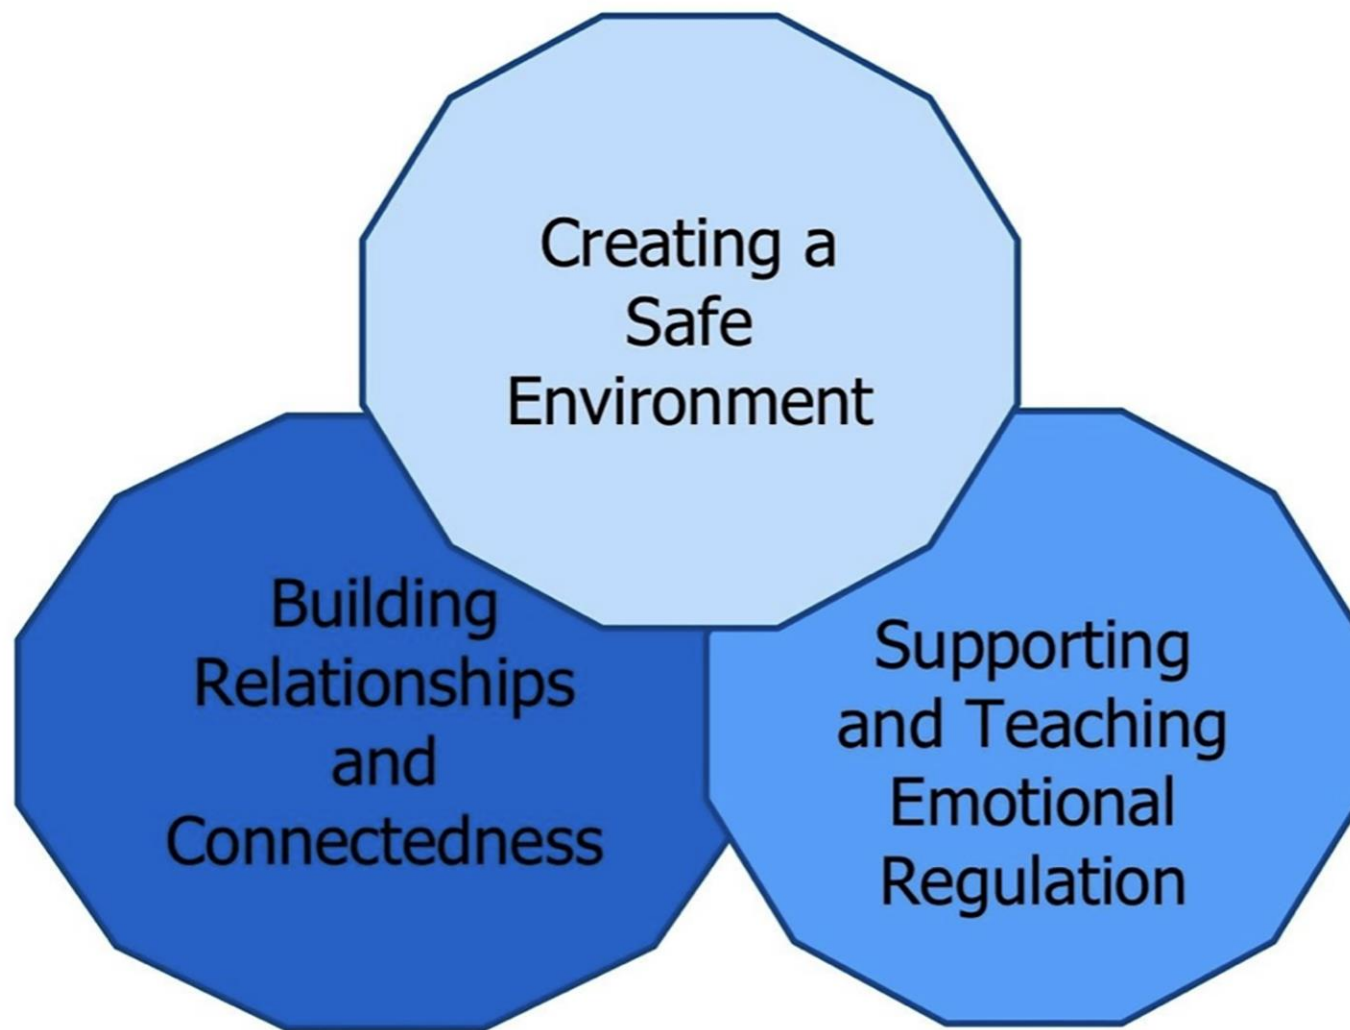 Creating a
Safe
Environment
Building
Relationships
and
Connectedness
Supporting
and Teaching
Emotional
Regulation